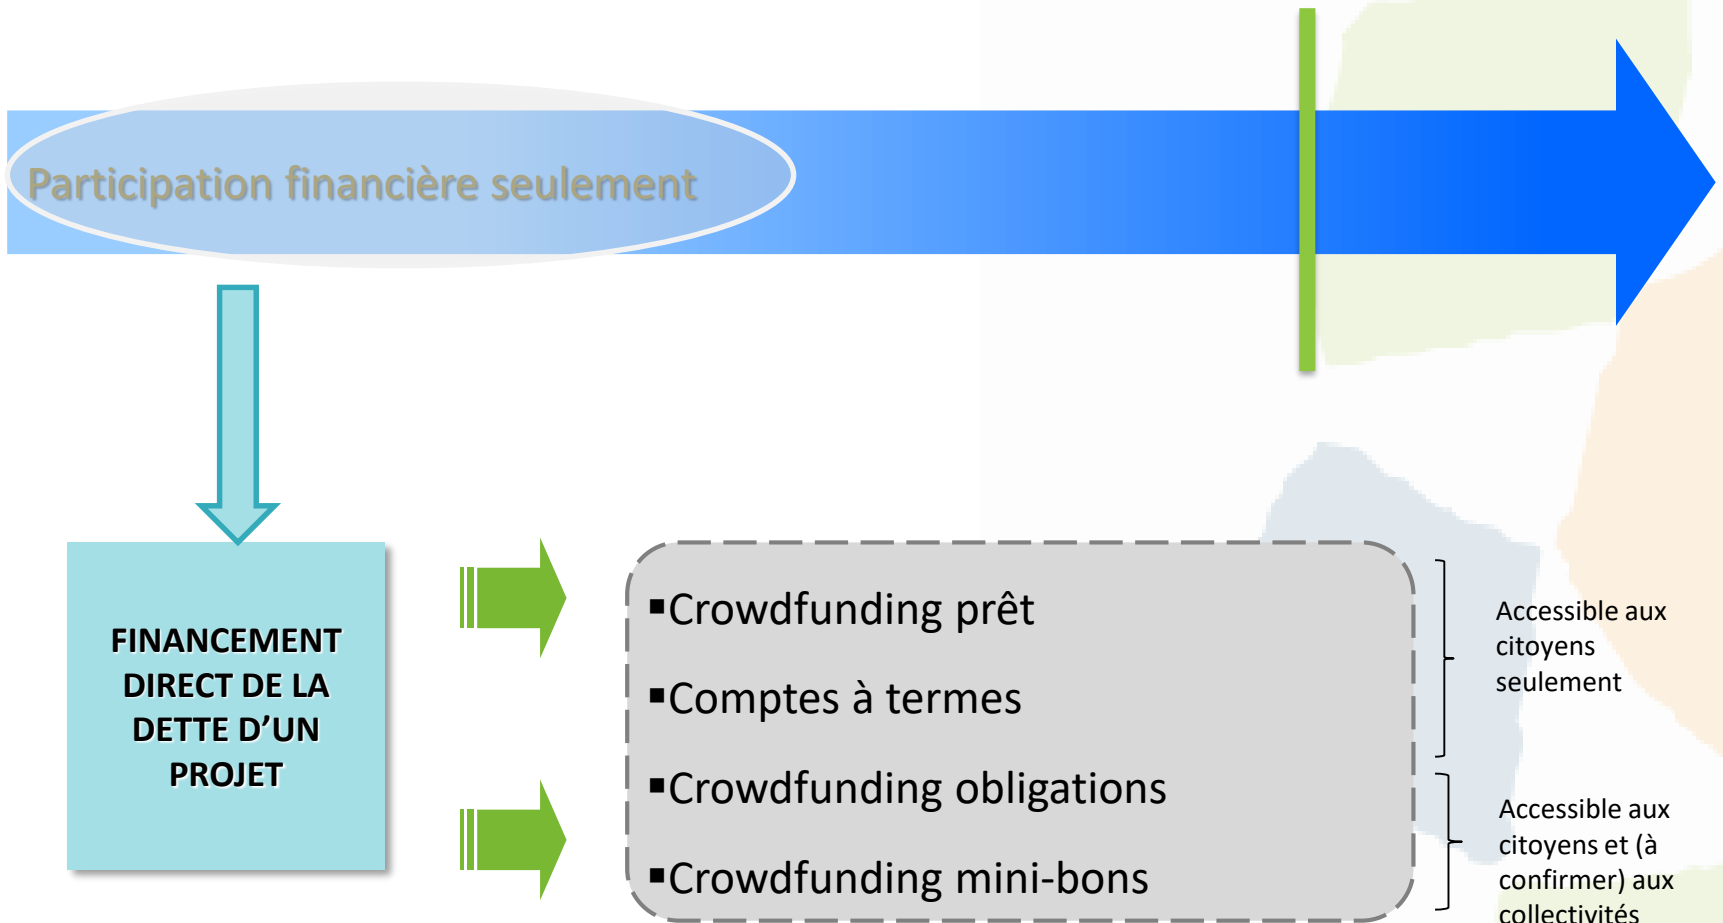 Participation financière seulement
FINANCEMENT
DIRECT DE LA
DETTE D’UN
PROJET
▪Crowdfunding prêt
▪Comptes à termes
▪Crowdfunding obligations
▪Crowdfunding mini-bons
Accessible aux
citoyens
seulement
Accessible aux
citoyens et (à
confirmer) aux
collectivités